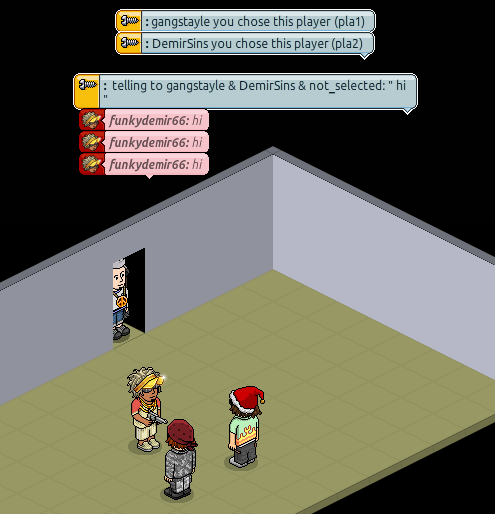 : gangstayle you chose this player (pla1)
: DemirSins you chose this player (pla2)
: telling to gangstayle & DemirSins & not_selected: " hi
"
funkydemir66: hi
funkydemir66: hi
funkydemir66: hi